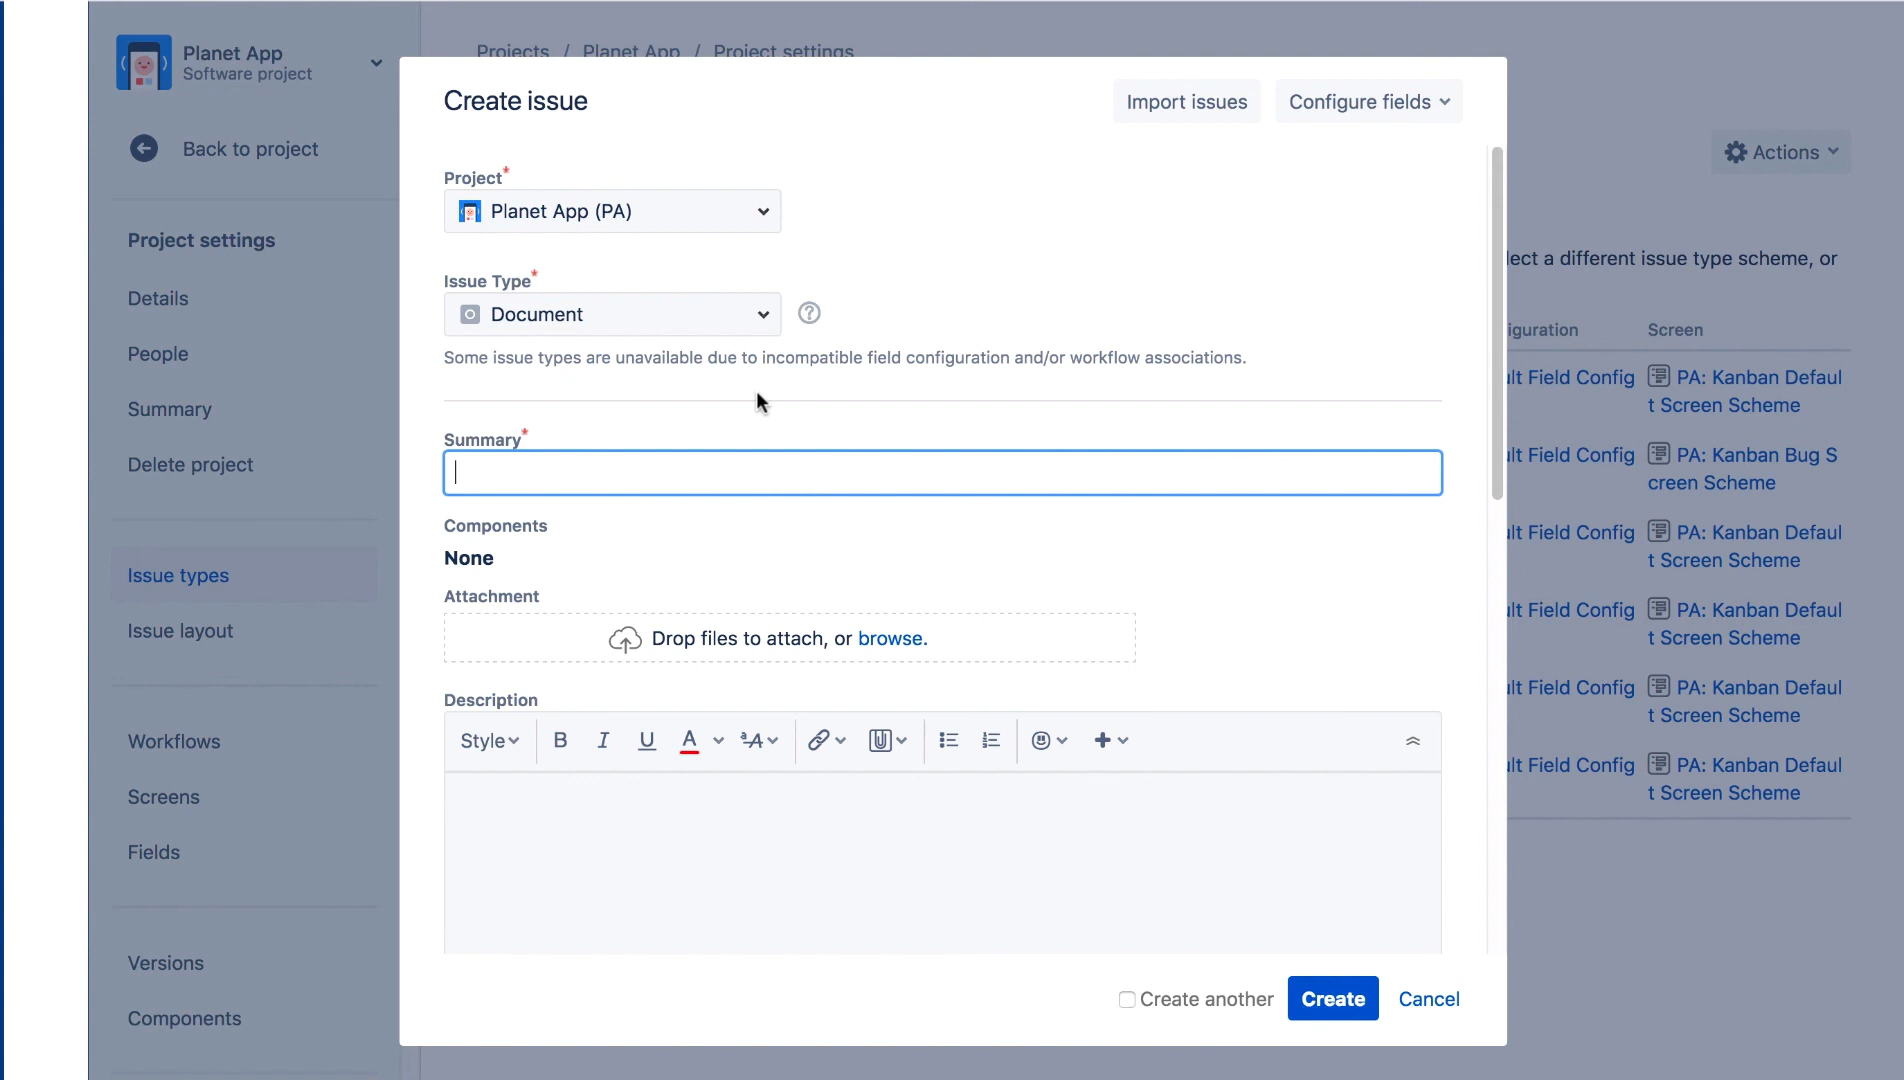 Planet App
Software project
Back to project
Project settings
Details
People
Summary
Delete project
Issue types
Issue layout
Workflows
Screens
Fields
Versions
Components
Projects / Planet App / Project settings
Create issue
Import issues
Configure fields
Project*
Planet App (PA)
Issue Type*
Document
Some issue types are unavailable due to incompatible field configuration and/or workflow associations.
Summary*
Components
None
Attachment
Drop files to attach, or browse.
Description
Style
B I U A A
Create another
Create
Cancel
Actions
lect a different issue type scheme, or
iguration Screen
lt Field Config PA: Kanban Defaul
t Screen Scheme
lt Field Config PA: Kanban Bug S
creen Scheme
lt Field Config PA: Kanban Defaul
t Screen Scheme
lt Field Config PA: Kanban Defaul
t Screen Scheme
lt Field Config PA: Kanban Defaul
t Screen Scheme
lt Field Config PA: Kanban Defaul
t Screen Scheme